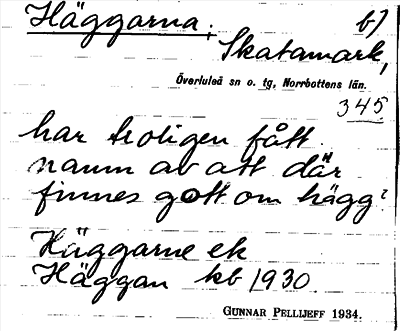 Häggarna; b)
Skatamark,
Överluleå sn o. tg, Norrbottens län.
345
har troligen fått
namn av att där
finnes gott om hägg?
Häggarne ek
Häggan kb 1930.
GUNNAR PELLIJEFF 1934.